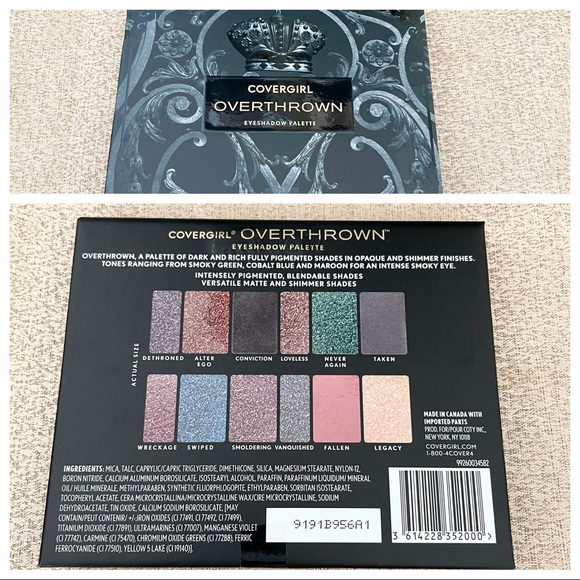 COVERGIRL
OVERTHROWN
EYESHADOW PALETTE
COVERGIRL® OVERTHROWN™
EYESHADOW PALETTE
OVERTHROWN, A PALETTE OF DARK AND RICH FULLY PIGMENTED SHADES IN OPAQUE AND SHIMMER FINISHES.
TONES RANGING FROM SMOKY GREEN, COBALT BLUE AND MAROON FOR AN INTENSE SMOKY EYE.
INTENSELY PIGMENTED, BLENDABLE SHADES
VERSATILE MATTE AND SHIMMER SHADES
ACTUAL SIZE
DETHRONED
ALTER EGO
CONVICTION
LOVELESS
NEVER AGAIN
TAKEN
WRECKAGE
SWIPED
SMOLDERING
VANQUISHED
FALLEN
LEGACY
MADE IN CANADA WITH
IMPORTED PARTS
PROD. FOR/POUR COTY INC.,
NEW YORK, NY 10118
COVERGIRL.COM
1-800-4COVER4
99260034582
INGREDIENTS: MICA, TALC, CAPRYLIC/CAPRIC TRIGLYCERIDE, DIMETHICONE, SILICA, MAGNESIUM STEARATE, NYLON-12,
BORON NITRIDE, CALCIUM ALUMINUM BOROSILICATE, ISOSTEARYL ALCOHOL, PARAFFIN, PARAFFINUM LIQUIDUM/MINERAL
OIL/HUILE MINERALE, METHYLPARABEN, SYNTHETIC FLUORPHLOGOPITE, ETHYLPARABEN, SORBITAN ISOSTEARATE,
TOCOPHERYL ACETATE, CERA MICROCRISTALLINA/MICROCRYSTALLINE WAX/CIRE MICROCRISTALLINE, SODIUM
DEHYDROACETATE, TIN OXIDE, CALCIUM SODIUM BOROSILICATE, [MAY
CONTAIN/PEUT CONTENIR/ +/-:IRON OXIDES (CI 77491, CI 77492, CI 77499),
TITANIUM DIOXIDE (CI 77891), ULTRAMARINES (CI 77007), MANGANESE VIOLET
(CI 77742), CARMINE (CI 75470), CHROMIUM OXIDE GREENS (CI 77288), FERRIC
FERROCYANIDE (CI 77510), YELLOW 5 LAKE (CI 19140)].
9191B956A1
3 614228 352000 >